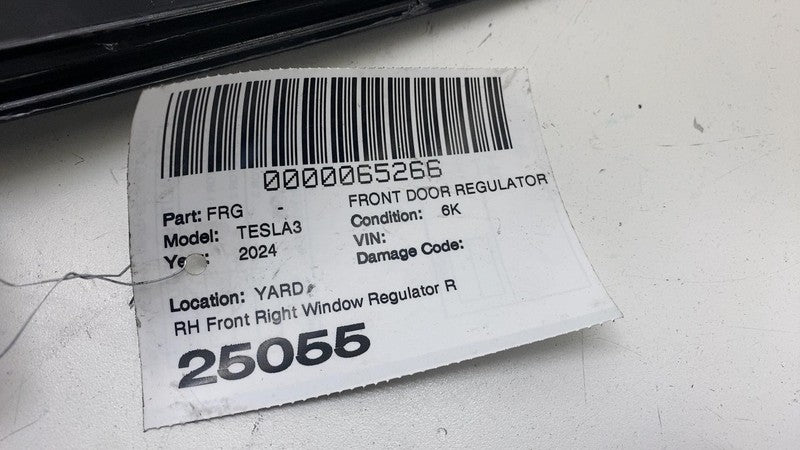 0000065266
Part: FRG - FRONT DOOR REGULATOR
Model: TESLA3 Condition: 6K
2024 VIN:
Damage Code:
Location: YARD
RH Front Right Window Regulator R
25055